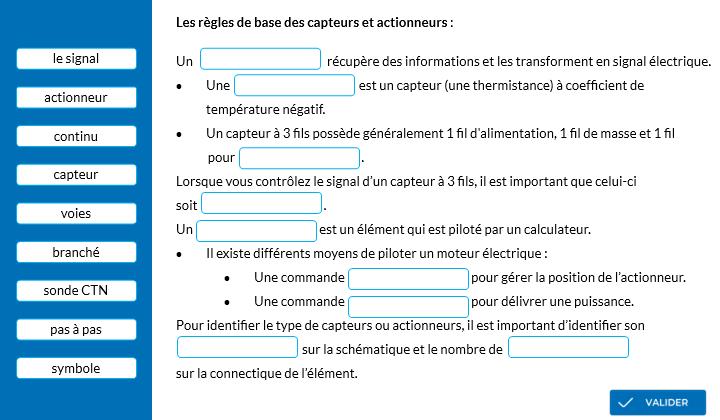 Les règles de base des capteurs et actionneurs :
le signal
actionneur
continu
capteur
voies
branché
sonde CTN
pas à pas
symbole
Un récupère des informations et les transforment en signal électrique.
• Une est un capteur (une thermistance) à coefficient de
température négatif.
• Un capteur à 3 fils possède généralement 1 fil d'alimentation, 1 fil de masse et 1 fil
pour .
Lorsque vous contrôlez le signal d'un capteur à 3 fils, il est important que celui-ci
soit .
Un est un élément qui est piloté par un calculateur.
• Il existe différents moyens de piloter un moteur électrique :
• Une commande pour gérer la position de l'actionneur.
• Une commande pour délivrer une puissance.
Pour identifier le type de capteurs ou actionneurs, il est important d'identifier son
sur la schématique et le nombre de
sur la connectique de l'élément.
VALIDER